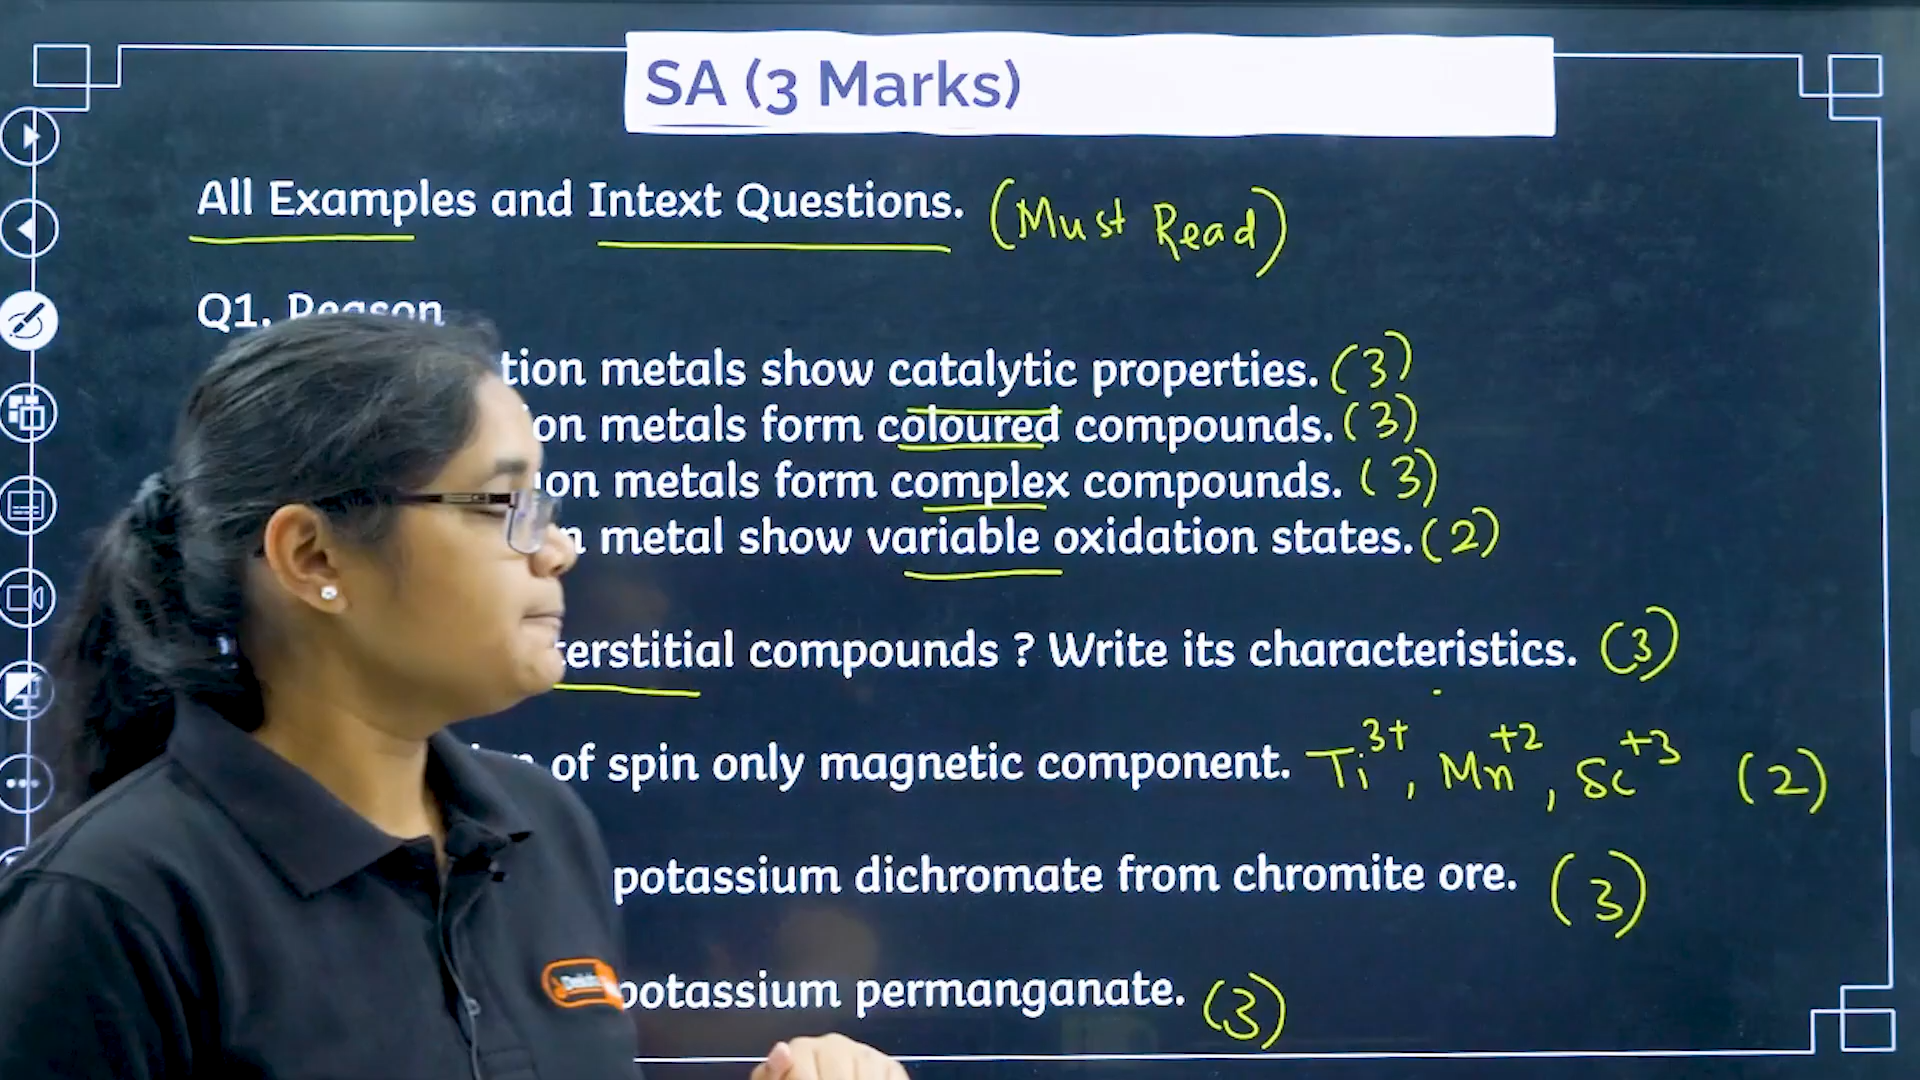 SA (3 Marks)
All Examples and Intext Questions. (Must Read)
Q1. Reason
tion metals show catalytic properties. (3)
on metals form coloured compounds. (3)
ion metals form complex compounds. (3)
n metal show variable oxidation states. (2)
terstitial compounds ? Write its characteristics. (3)
of spin only magnetic component. Ti³⁺, Mn⁺², Sc⁺³ (2)
potassium dichromate from chromite ore. (3)
potassium permanganate. (3)